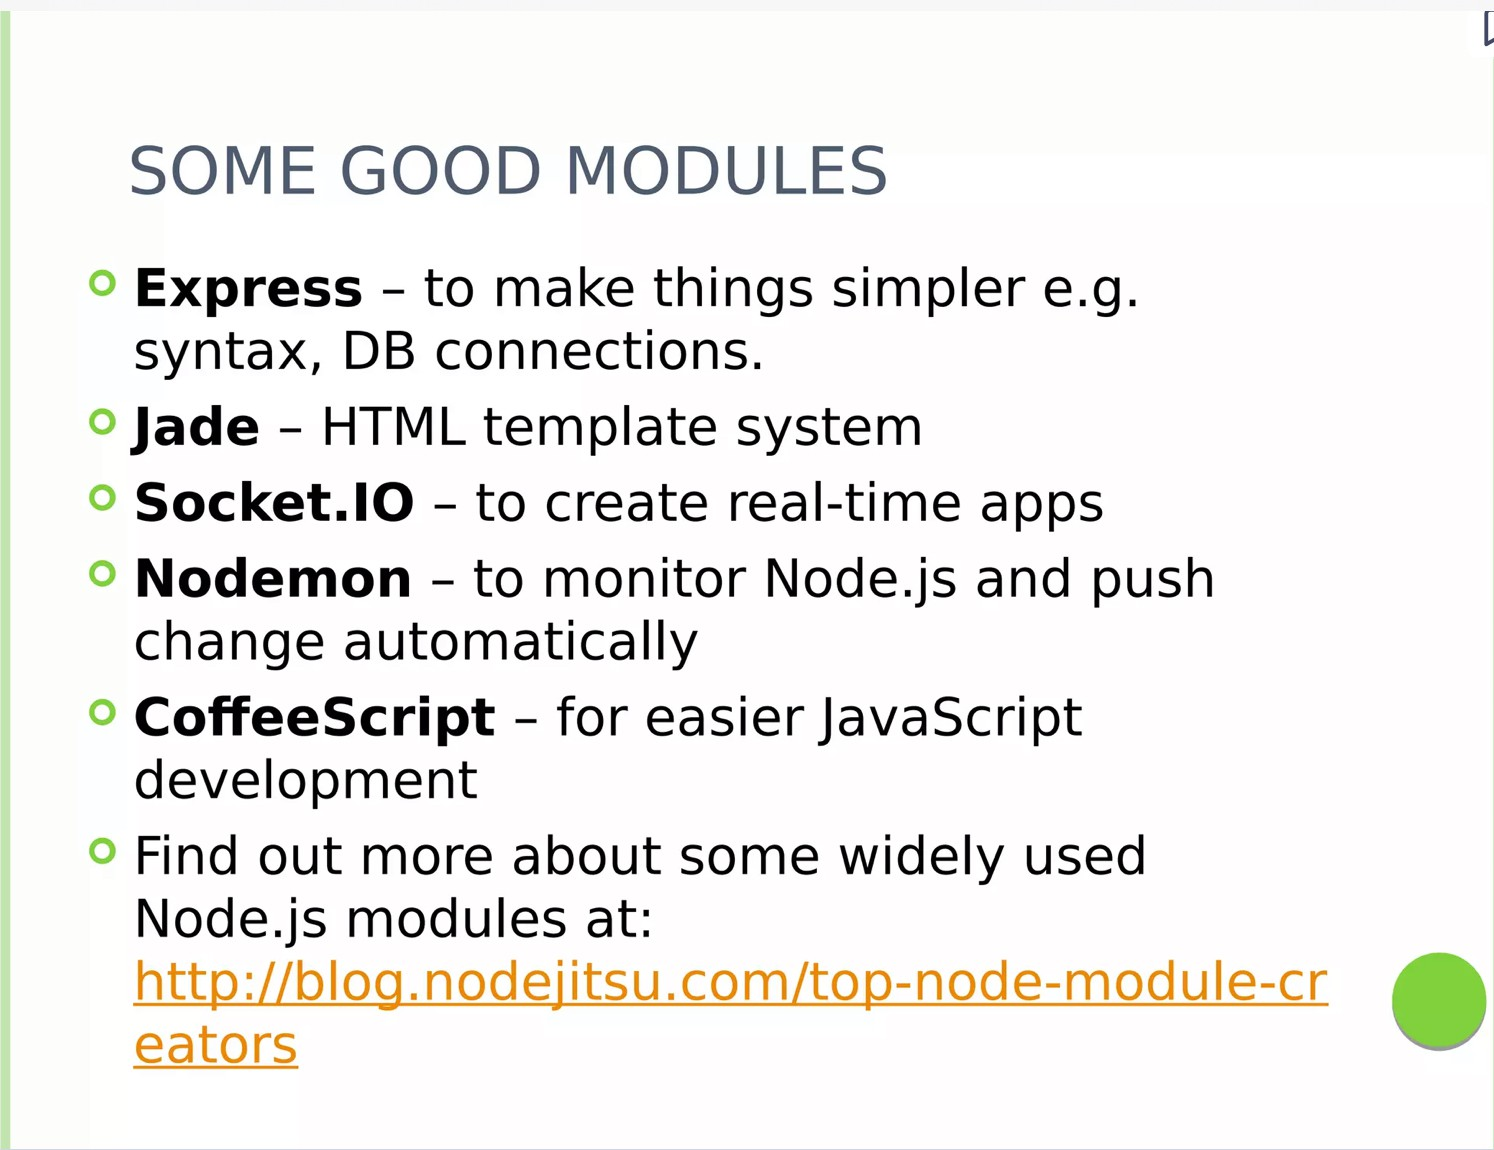 SOME GOOD MODULES
Express – to make things simpler e.g.
syntax, DB connections.
Jade – HTML template system
Socket.IO – to create real-time apps
Nodemon – to monitor Node.js and push
change automatically
CoffeeScript – for easier JavaScript
development
Find out more about some widely used
Node.js modules at:
http://blog.nodejitsu.com/top-node-module-cr
eators